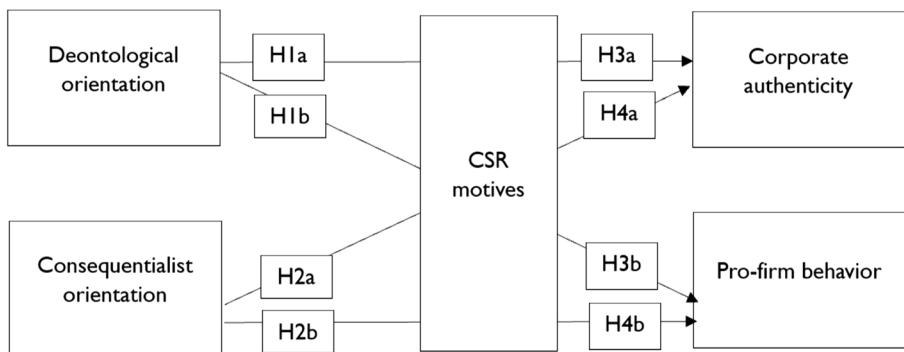 Deontological
orientation
H1a
H1b
Consequentialist
orientation
H2a
H2b
CSR
motives
H3a
H4a
H3b
H4b
Corporate
authenticity
Pro-firm behavior